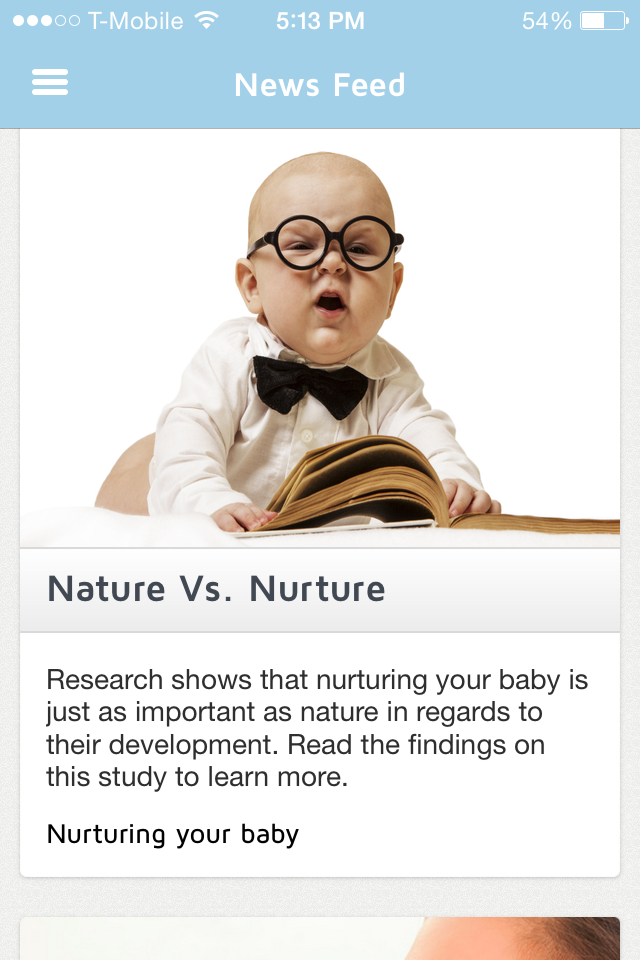 T-Mobile 5:13 PM 54%
News Feed
Nature Vs. Nurture
Research shows that nurturing your baby is
just as important as nature in regards to
their development. Read the findings on
this study to learn more.
Nurturing your baby